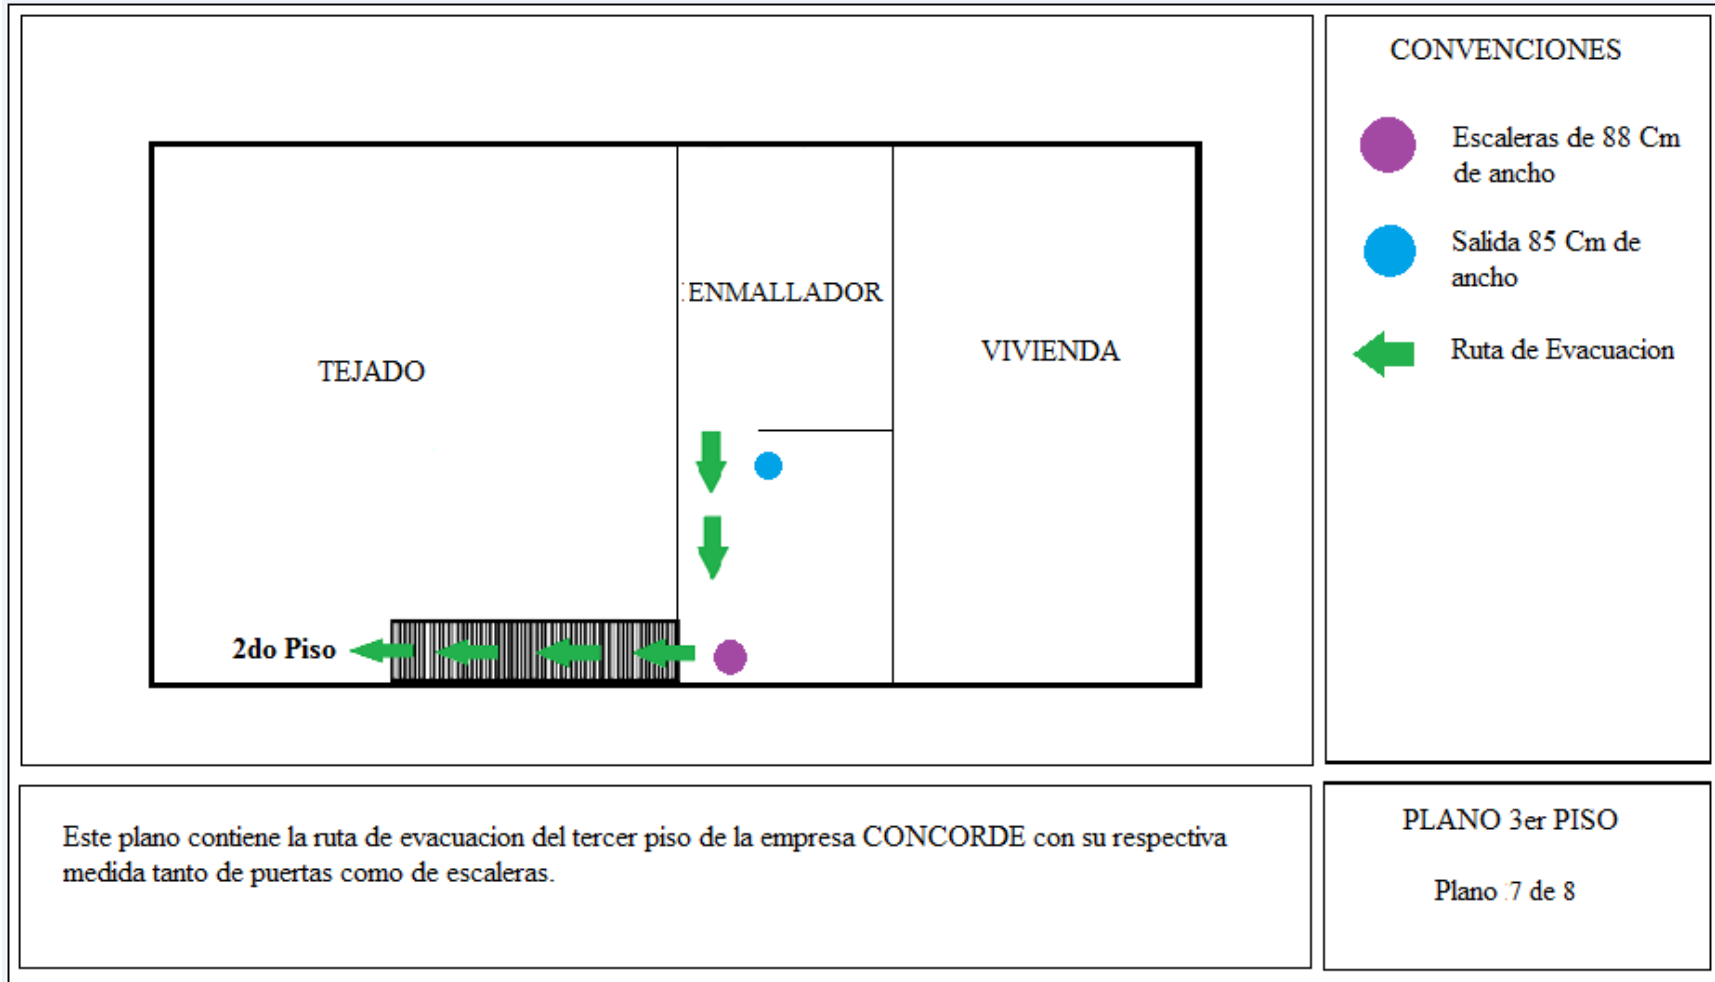 TEJADO
ENMALLADOR
VIVIENDA
2do Piso
CONVENCIONES
Escaleras de 88 Cm
de ancho
Salida 85 Cm de
ancho
Ruta de Evacuacion
Este plano contiene la ruta de evacuacion del tercer piso de la empresa CONCORDE con su respectiva
medida tanto de puertas como de escaleras.
PLANO 3er PISO
Plano 7 de 8